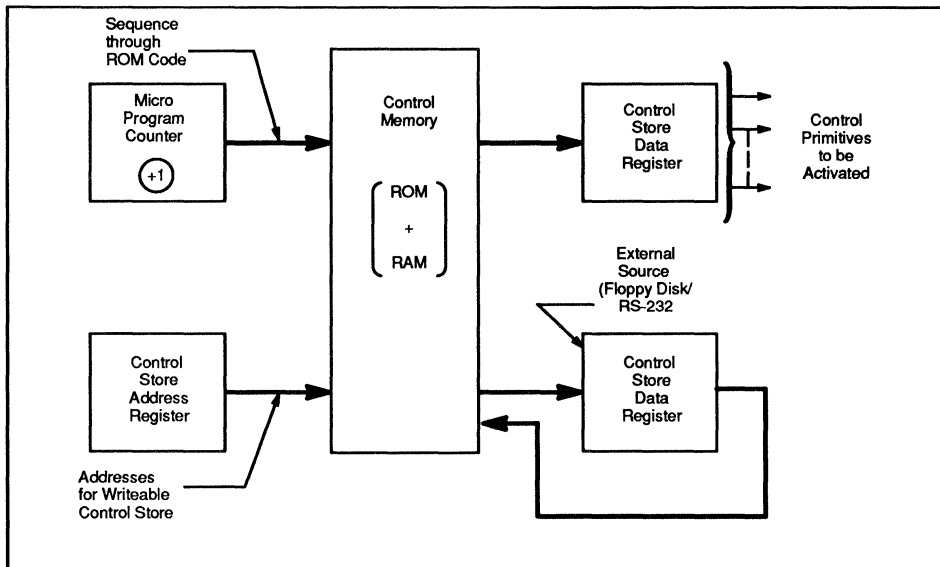 Sequence
through
ROM Code
Micro
Program
Counter
+1
Control
Memory
ROM
+
RAM
Control
Store
Data
Register
Control
Primitives
to be
Activated
External
Source
(Floppy Disk/
RS-232
Control
Store
Address
Register
Control
Store
Data
Register
Addresses
for Writeable
Control Store